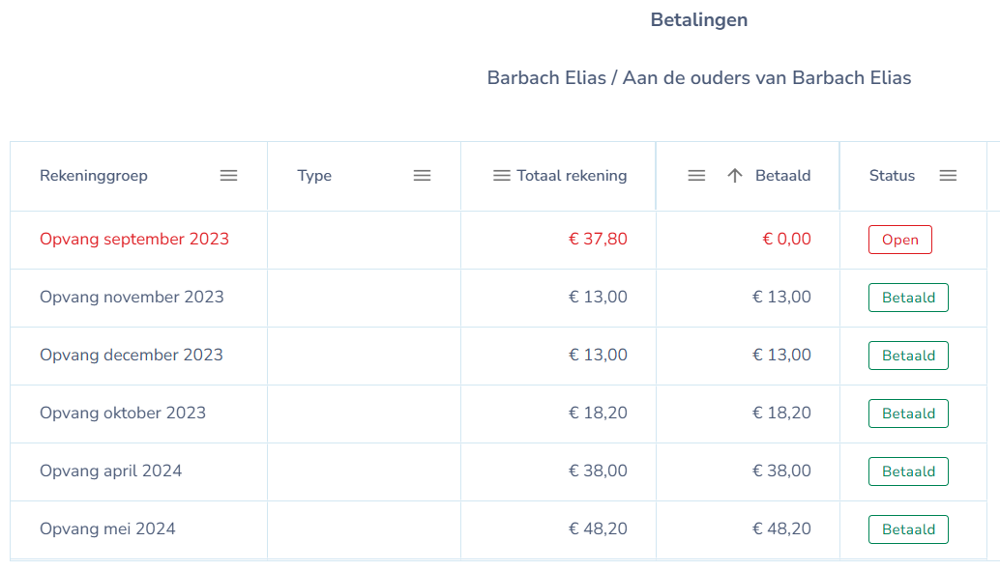 Betalingen
Barbach Elias / Aan de ouders van Barbach Elias
Rekeninggroep Type Totaal rekening Betaald Status
Opvang september 2023 € 37,80 € 0,00 Open
Opvang november 2023 € 13,00 € 13,00 Betaald
Opvang december 2023 € 13,00 € 13,00 Betaald
Opvang oktober 2023 € 18,20 € 18,20 Betaald
Opvang april 2024 € 38,00 € 38,00 Betaald
Opvang mei 2024 € 48,20 € 48,20 Betaald